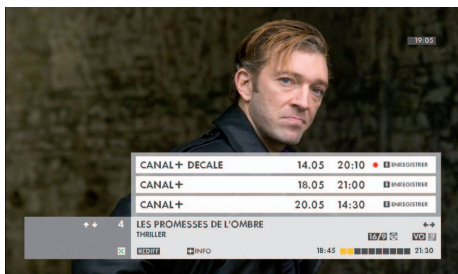 19:05
CANAL+ DECALE 14.05 20:10 ENREGISTRER
CANAL+ 18.05 21:00 ENREGISTRER
CANAL+ 20.05 14:30 ENREGISTRER
4 LES PROMESSES DE L'OMBRE
THRILLER 16/9 VO
REDIFF +INFO 18:45 21:30